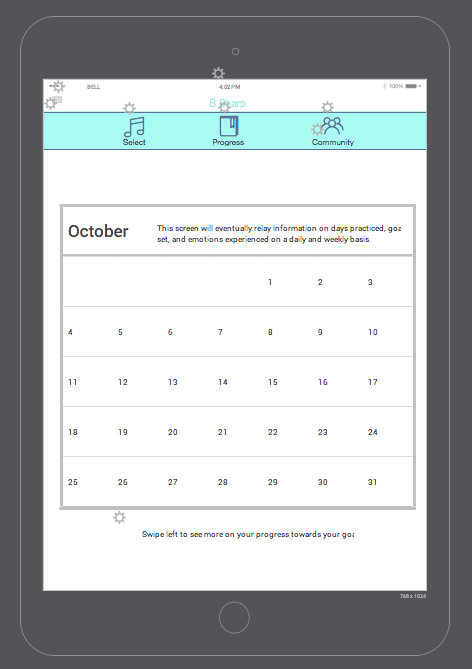 BELL 4:02 PM 100%
B Sharp
Select Progress Community
October
This screen will eventually relay information on days practiced, goa
set, and emotions experienced on a daily and weekly basis.
1 2 3
4 5 6 7 8 9 10
11 12 13 14 15 16 17
18 19 20 21 22 23 24
25 26 27 28 29 30 31
Swipe left to see more on your progress towards your goa
768 x 1024